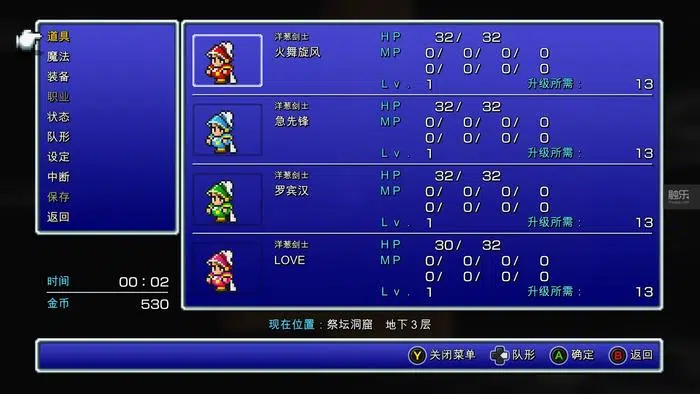 道具
魔法
装备
职业
状态
队形
设定
中断
保存
返回
时间 00:02
金币 530
洋葱剑士 HP 32/ 32
火舞旋风 MP 0/ 0/ 0/ 0
0/ 0/ 0/ 0
Lv. 1 升级所需: 13
洋葱剑士 HP 32/ 32
急先锋 MP 0/ 0/ 0/ 0
0/ 0/ 0/ 0
Lv. 1 升级所需: 13
洋葱剑士 HP 32/ 32
罗宾汉 MP 0/ 0/ 0/ 0
0/ 0/ 0/ 0
Lv. 1 升级所需: 13
洋葱剑士 HP 30/ 32
LOVE MP 0/ 0/ 0/ 0
0/ 0/ 0/ 0
Lv. 1 升级所需: 13
触乐
现在位置:祭坛洞窟 地下3层
Y 关闭菜单 队形 A 确定 B 返回